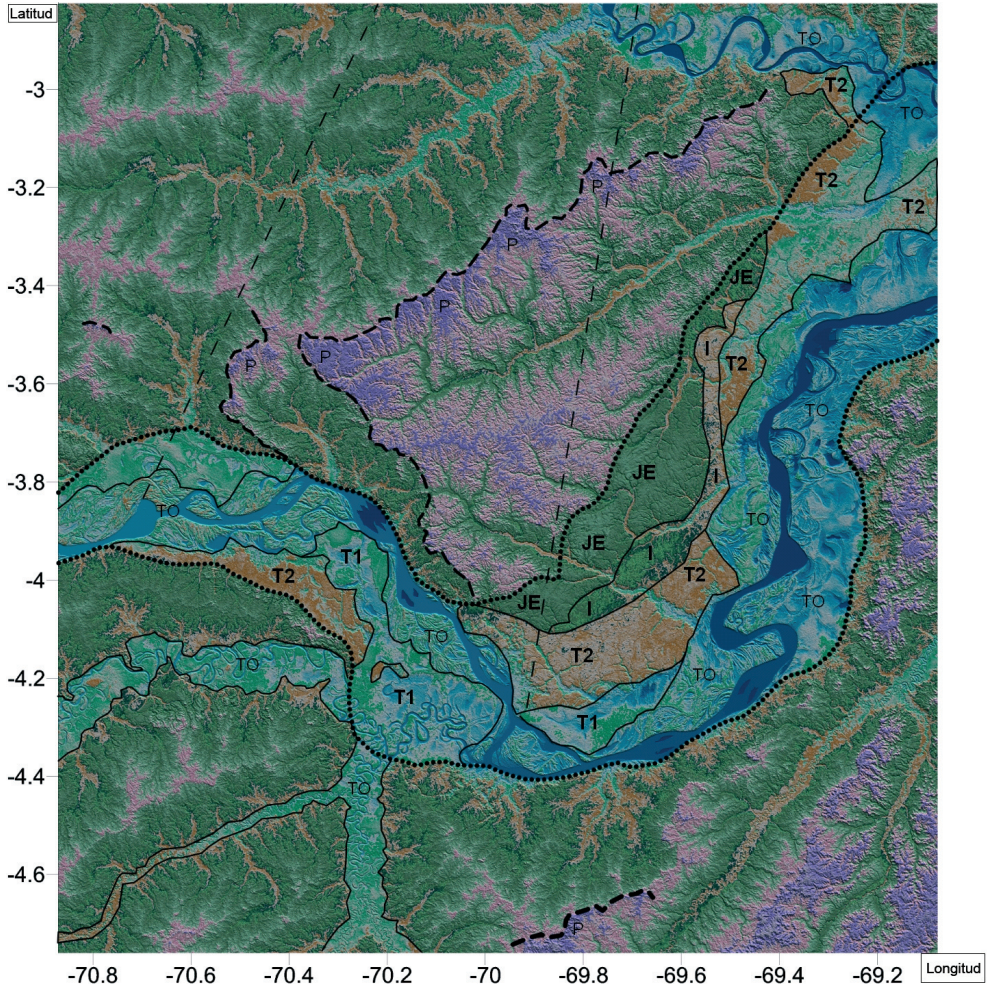 Latitud
TO
-3
T2
TO
-3.2
P
T2
T2
P
JE
-3.4
P
I
P
P
T2
-3.6
TO
JE
I
-3.8
TO
TO
JE
I
T1
-4
T2
T2
TO
JE
I
TO
T2
TO
TO
-4.2
T1
T1
-4.4
TO
-4.6
P
-70.8 -70.6 -70.4 -70.2 -70 -69.8 -69.6 -69.4 -69.2
Longitud